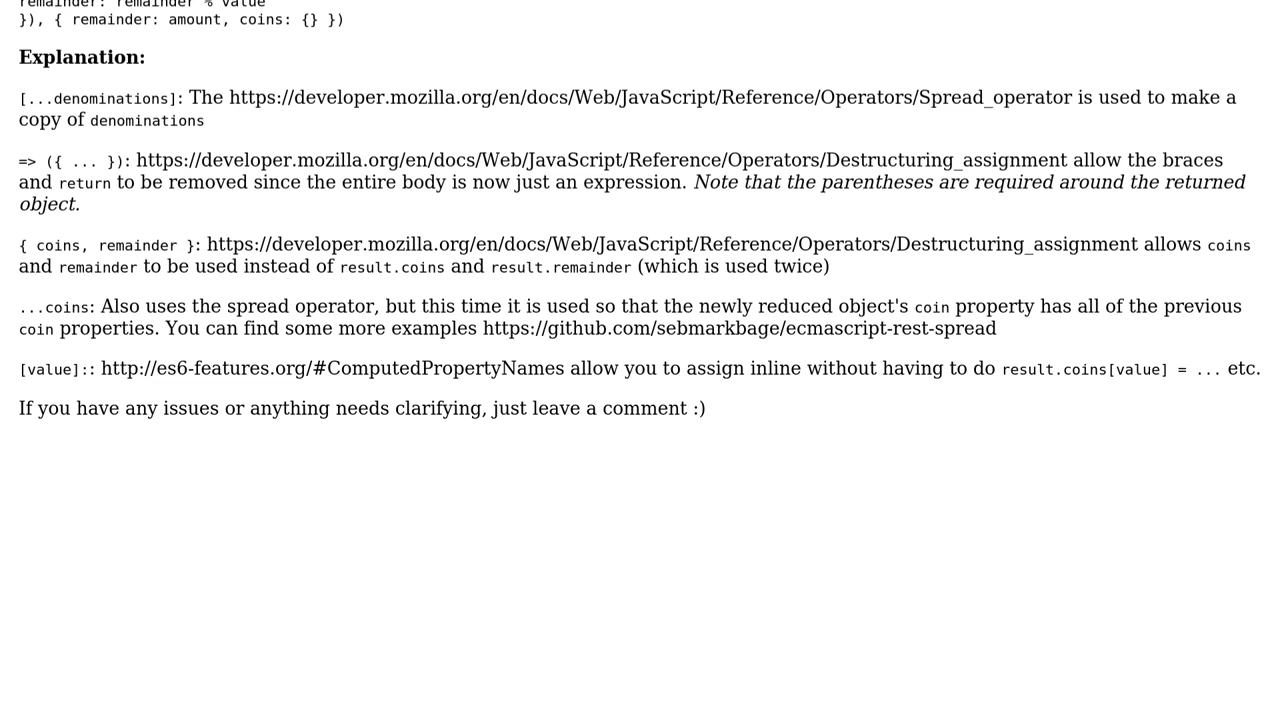 remainder: remainder % value
}), { remainder: amount, coins: {} })
Explanation:
[...denominations]: The https://developer.mozilla.org/en/docs/Web/JavaScript/Reference/Operators/Spread_operator is used to make a
copy of denominations
=> ({ ... }): https://developer.mozilla.org/en/docs/Web/JavaScript/Reference/Operators/Destructuring_assignment allow the braces
and return to be removed since the entire body is now just an expression. Note that the parentheses are required around the returned
object.
{ coins, remainder }: https://developer.mozilla.org/en/docs/Web/JavaScript/Reference/Operators/Destructuring_assignment allows coins
and remainder to be used instead of result.coins and result.remainder (which is used twice)
...coins: Also uses the spread operator, but this time it is used so that the newly reduced object's coin property has all of the previous
coin properties. You can find some more examples https://github.com/sebmarkbage/ecmascript-rest-spread
[value]:: http://es6-features.org/#ComputedPropertyNames allow you to assign inline without having to do result.coins[value] = ... etc.
If you have any issues or anything needs clarifying, just leave a comment :)